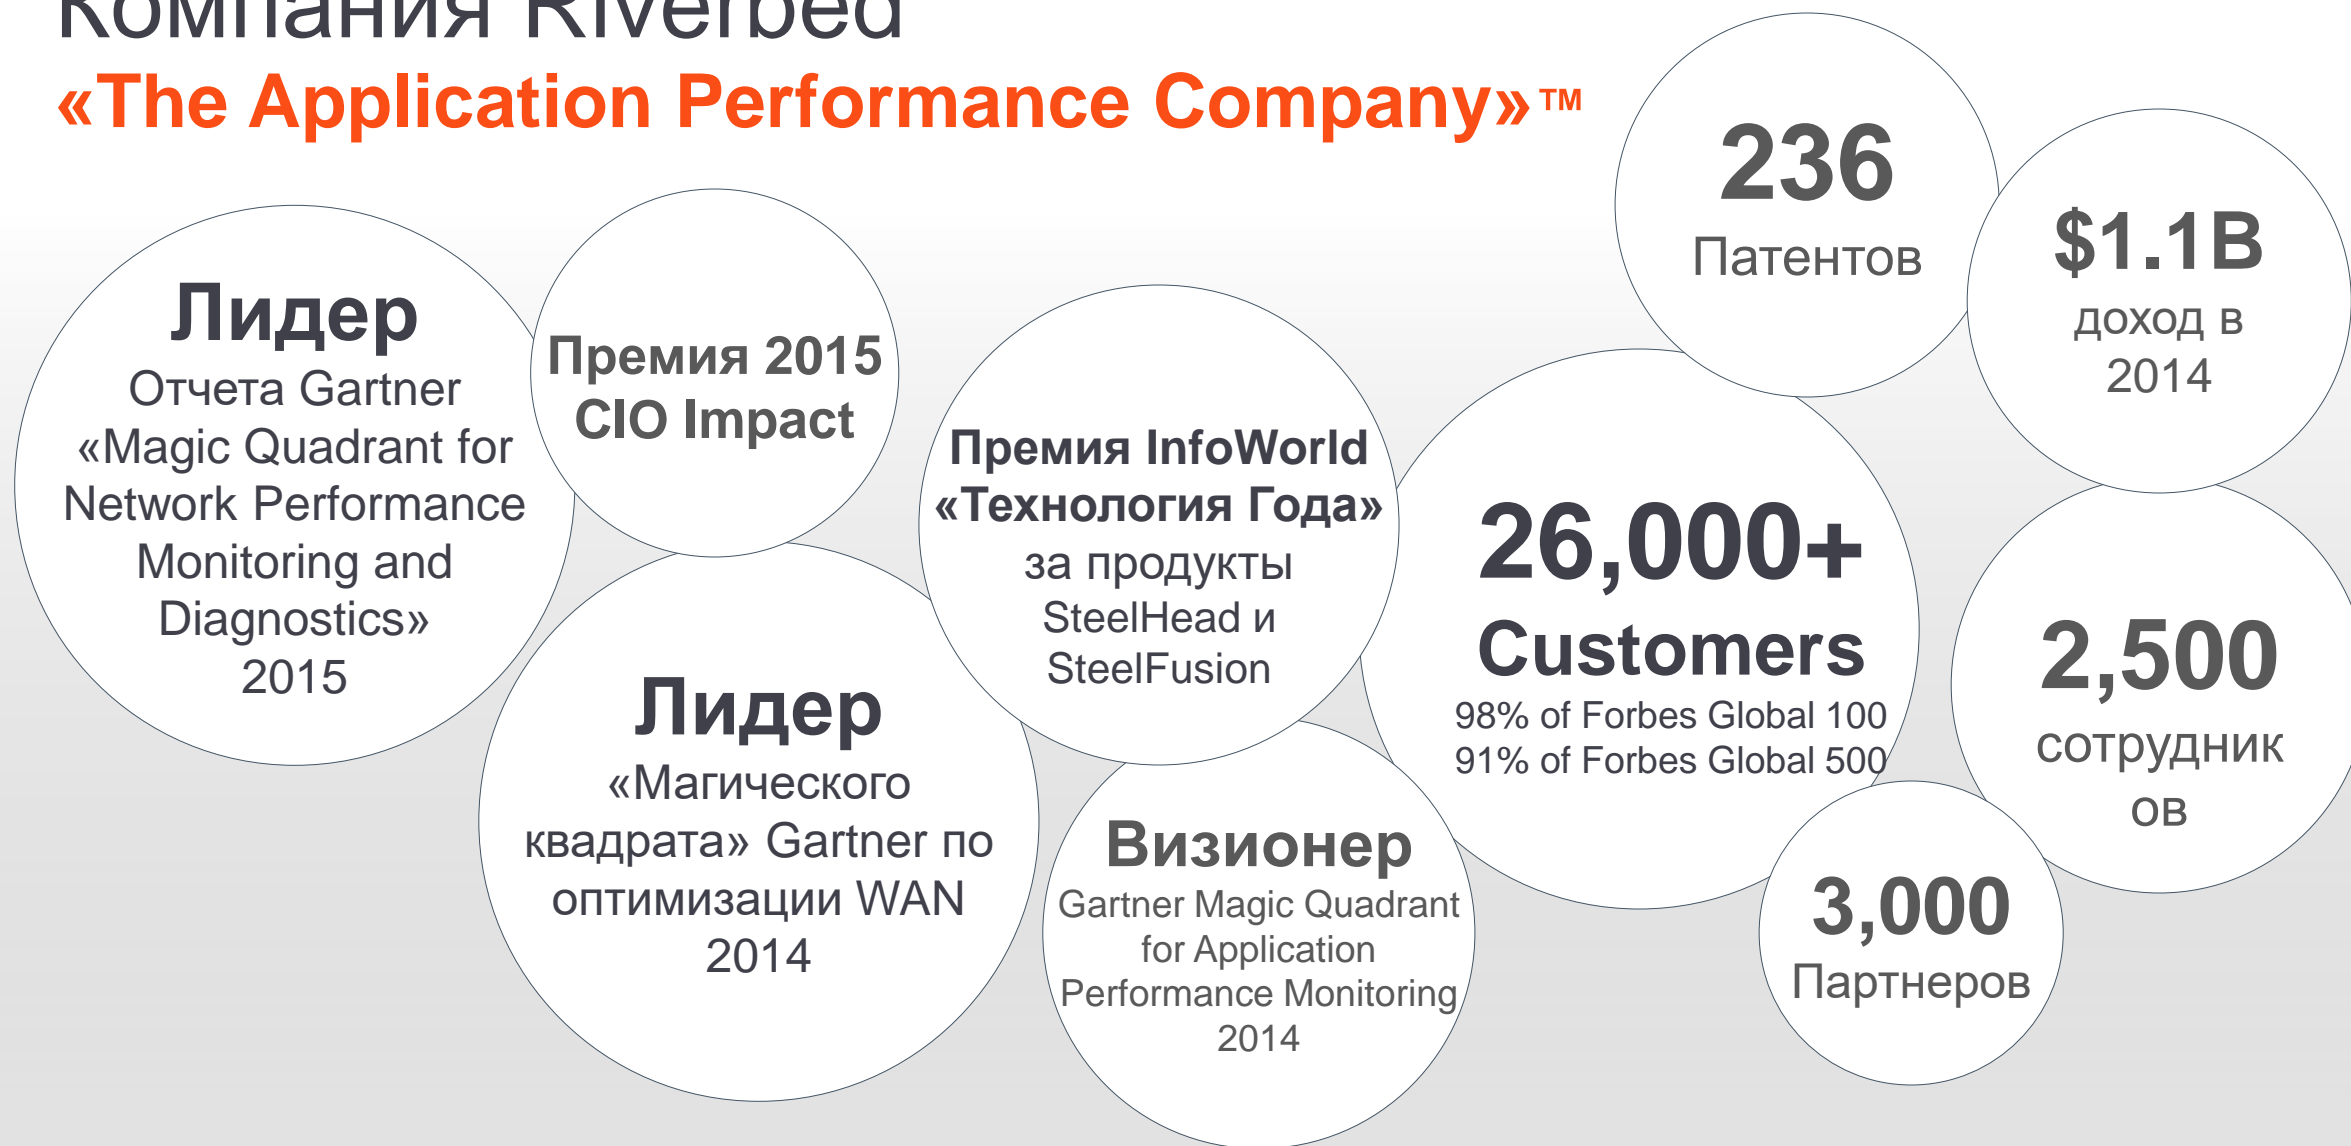 Компания Riverbed
«The Application Performance Company»™
Лидер
Отчета Gartner
«Magic Quadrant for
Network Performance
Monitoring and
Diagnostics»
2015
Премия 2015
CIO Impact
Лидер
«Магического
квадрата» Gartner по
оптимизации WAN
2014
Премия InfoWorld
«Технология Года»
за продукты
SteelHead и
SteelFusion
Визионер
Gartner Magic Quadrant
for Application
Performance Monitoring
2014
26,000+
Customers
98% of Forbes Global 100
91% of Forbes Global 500
236
Патентов
$1.1B
доход в
2014
2,500
сотрудник
ов
3,000
Партнеров